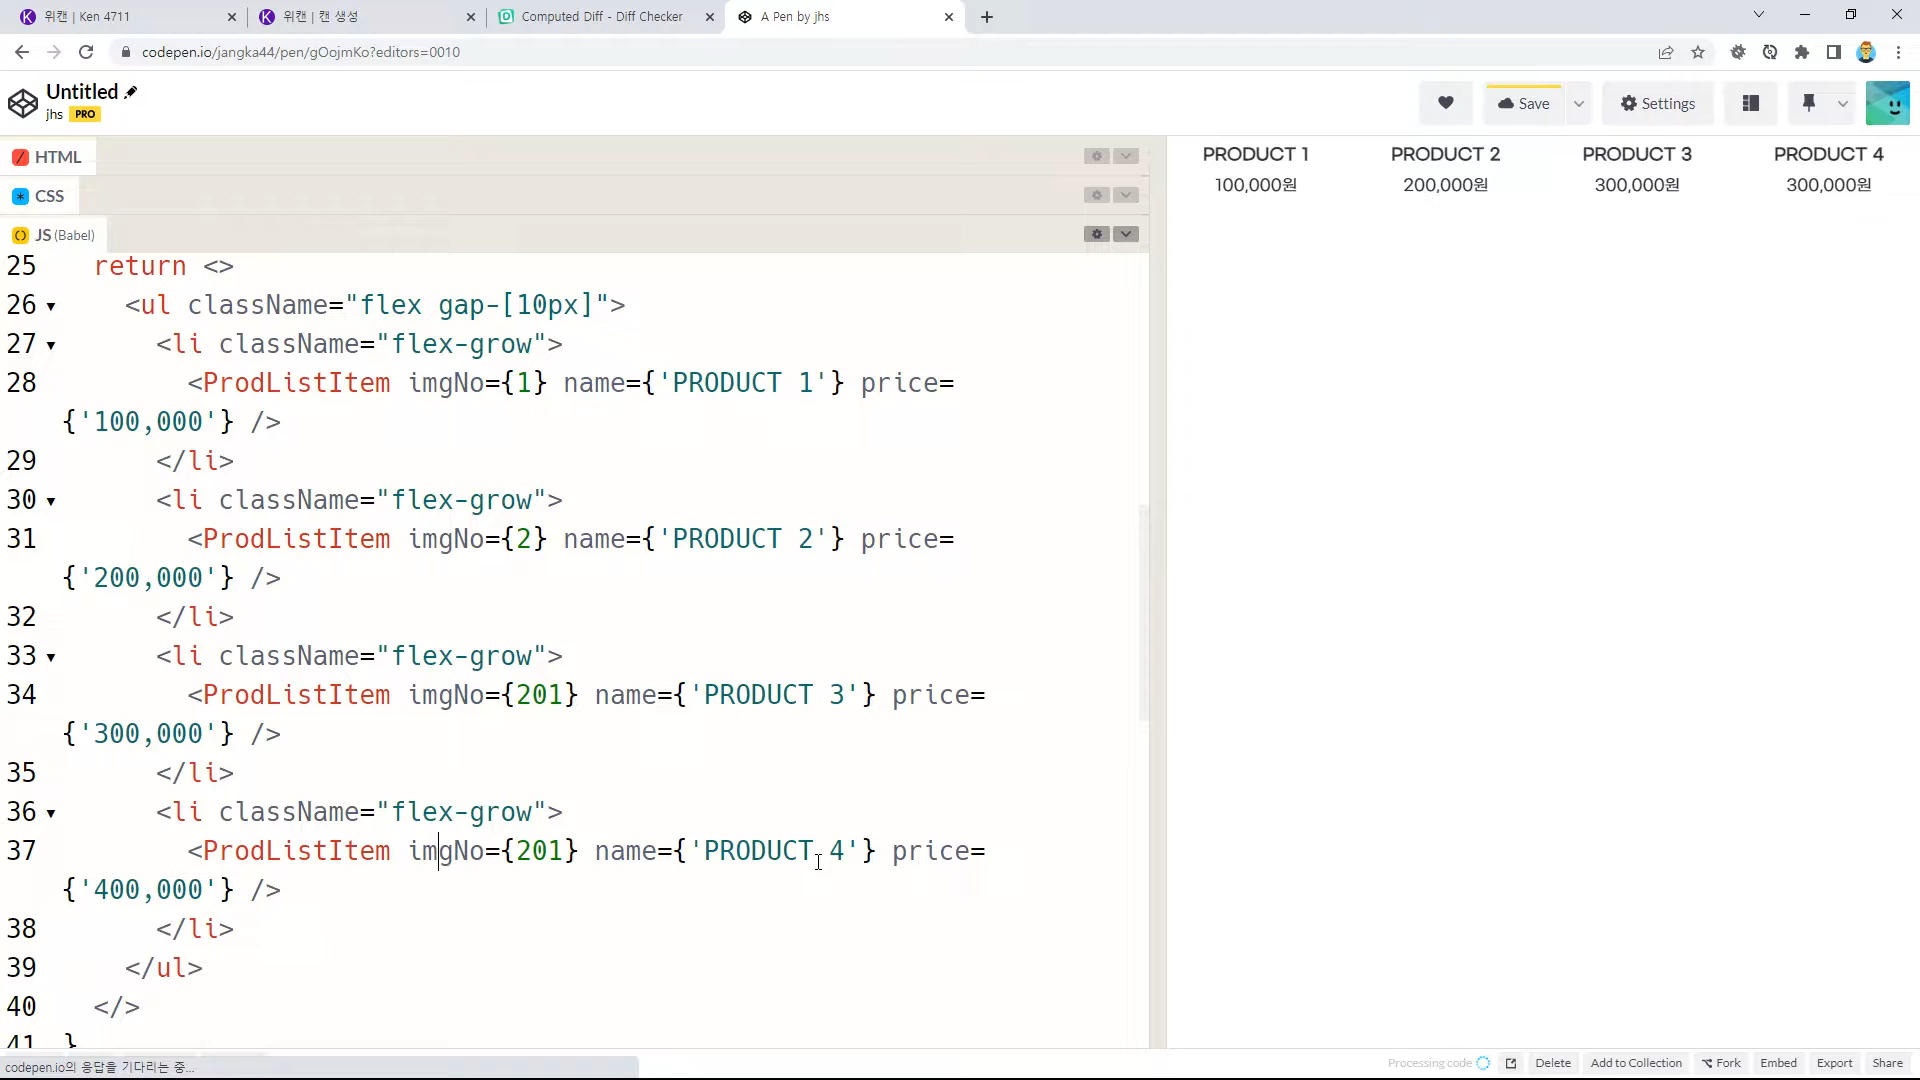 위캔 | Ken 4711
위캔 | 캔 생성
Computed Diff - Diff Checker
A Pen by jhs
codepen.io/jangka44/pen/gOojmKo?editors=0010
Untitled
jhs PRO
Save
Settings
HTML
CSS
JS (Babel)
25 return <>
26 <ul className="flex gap-[10px]">
27 <li className="flex-grow">
28 <ProdListItem imgNo={1} name={'PRODUCT 1'} price=
{'100,000'} />
29 </li>
30 <li className="flex-grow">
31 <ProdListItem imgNo={2} name={'PRODUCT 2'} price=
{'200,000'} />
32 </li>
33 <li className="flex-grow">
34 <ProdListItem imgNo={201} name={'PRODUCT 3'} price=
{'300,000'} />
35 </li>
36 <li className="flex-grow">
37 <ProdListItem imgNo={201} name={'PRODUCT 4'} price=
{'400,000'} />
38 </li>
39 </ul>
40 </>
41 }
PRODUCT 1 PRODUCT 2 PRODUCT 3 PRODUCT 4
100,000원 200,000원 300,000원 300,000원
codepen.io의 응답을 기다리는 중...
Processing code
Delete
Add to Collection
Fork
Embed
Export
Share